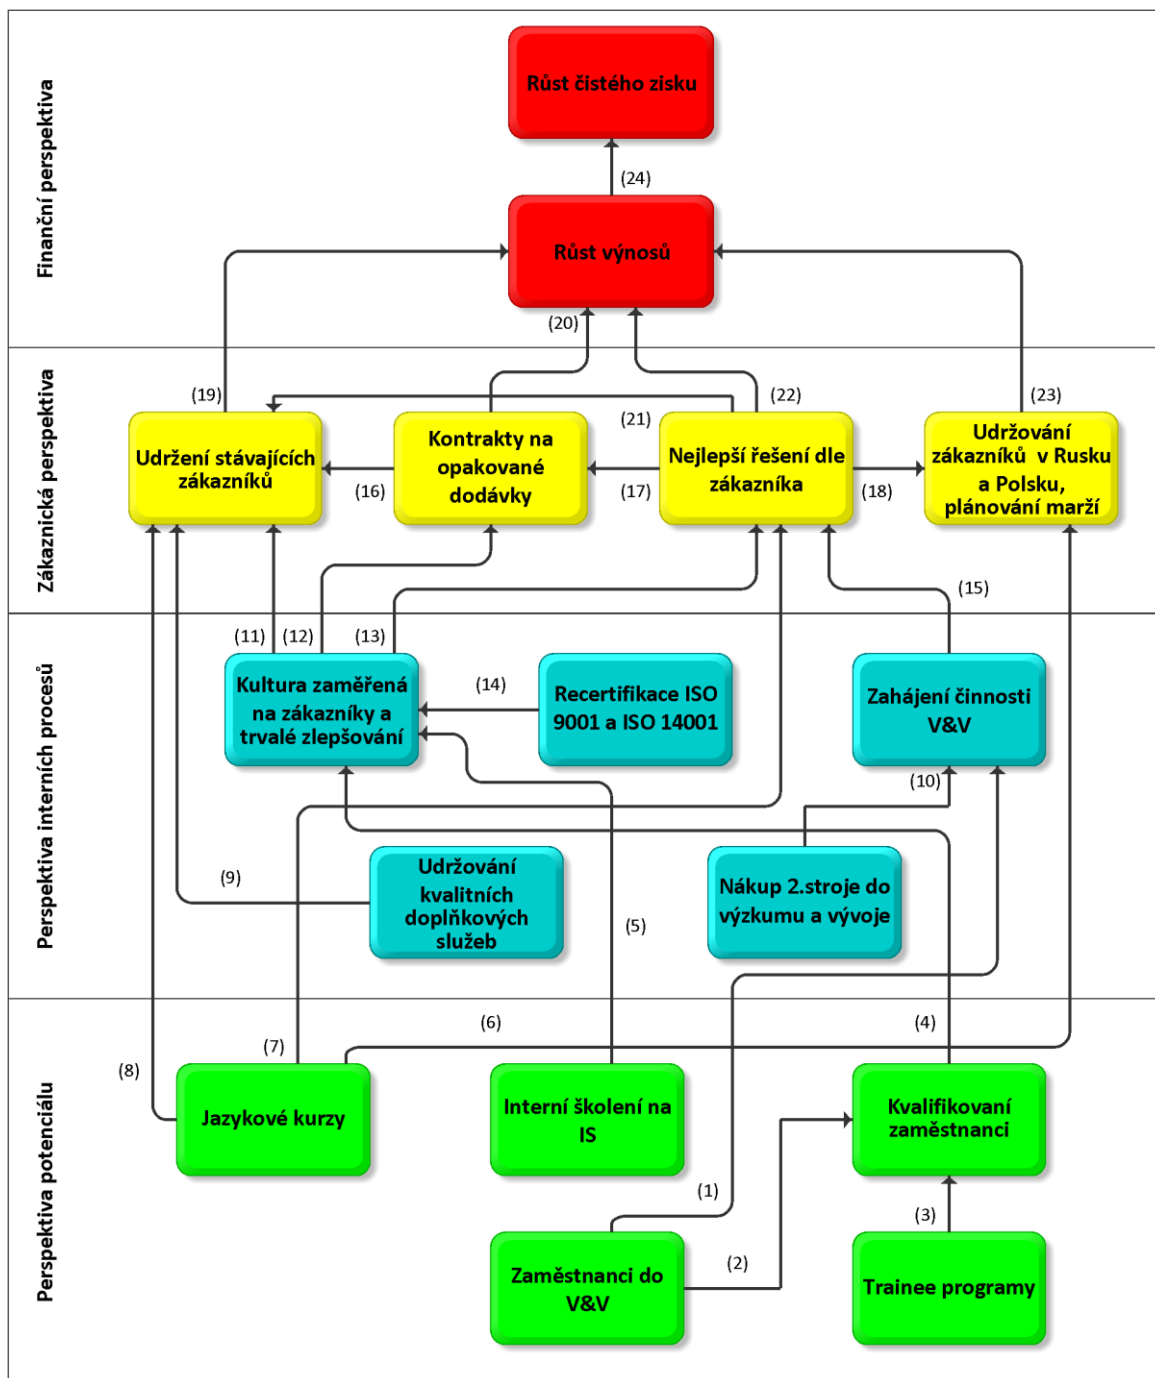 Finanční perspektiva
Růst čistého zisku
(24)
Růst výnosů
(20)
Zákaznická perspektiva
(19)
(21)
(22)
(23)
Udržení stávajících
zákazníků
Kontrakty na
opakované
dodávky
Nejlepší řešení dle
zákazníka
Udržování
zákazníků v Rusku
a Polsku,
plánování marží
(16)
(17)
(18)
(15)
Perspektiva interních procesů
(11)
(12)
(13)
Kultura zaměřená
na zákazníky a
trvalé zlepšování
(14)
Recertifikace ISO
9001 a ISO 14001
Zahájení činnosti
V&V
(10)
(9)
Udržování
kvalitních
doplňkových
služeb
(5)
Nákup 2.stroje do
výzkumu a vývoje
Perspektiva potenciálu
(8)
(7)
(6)
(4)
Jazykové kurzy
Interní školení na
IS
Kvalifikovaní
zaměstnanci
(1)
(3)
(2)
Zaměstnanci do
V&V
Trainee programy